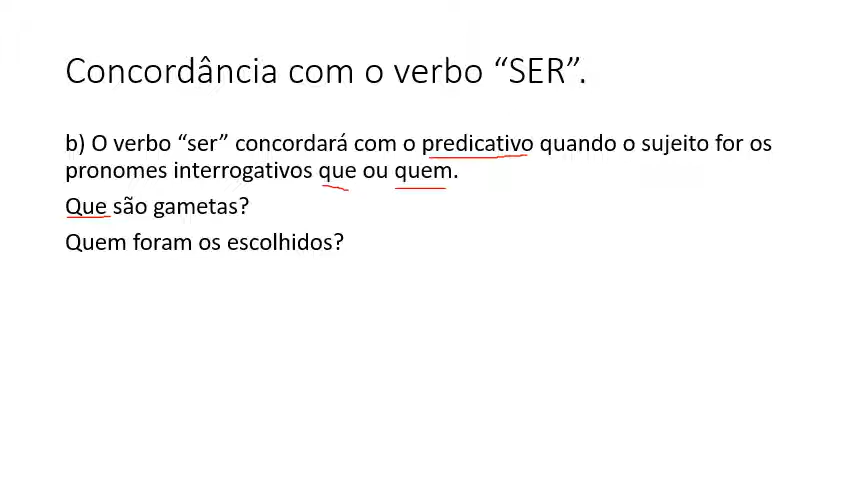 Concordância com o verbo “SER”.
b) O verbo “ser” concordará com o predicativo quando o sujeito for os
pronomes interrogativos que ou quem.
Que são gametas?
Quem foram os escolhidos?